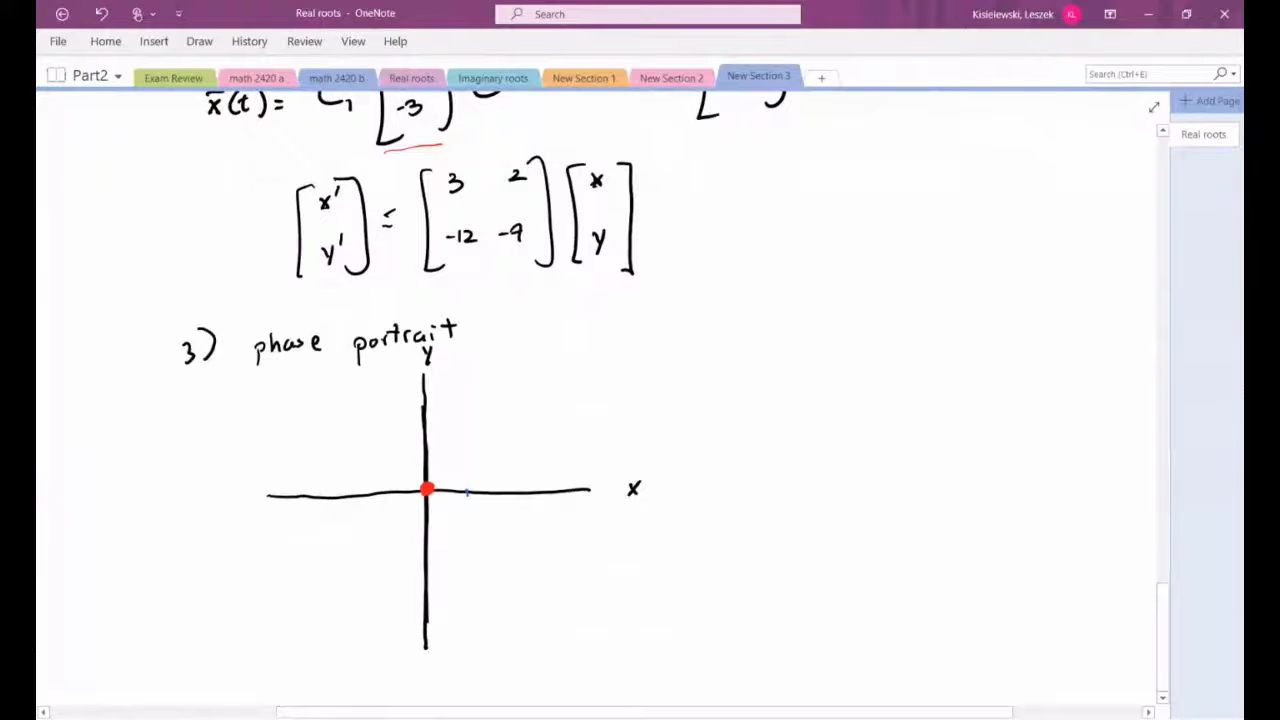 Real roots - OneNote
Search
Kisielewski, Leszek
KL
File Home Insert Draw History Review View Help
Part2
Exam Review
math 2420 a
math 2420 b
Real roots
Imaginary roots
New Section 1
New Section 2
New Section 3
+
Search (Ctrl+E)
+ Add Page
Real roots
x(t) = C1 [ -3 ] [ ]
[ x' y' ] = [ 3 2 -12 -9 ] [ x y ]
3) phase portrait
y
x